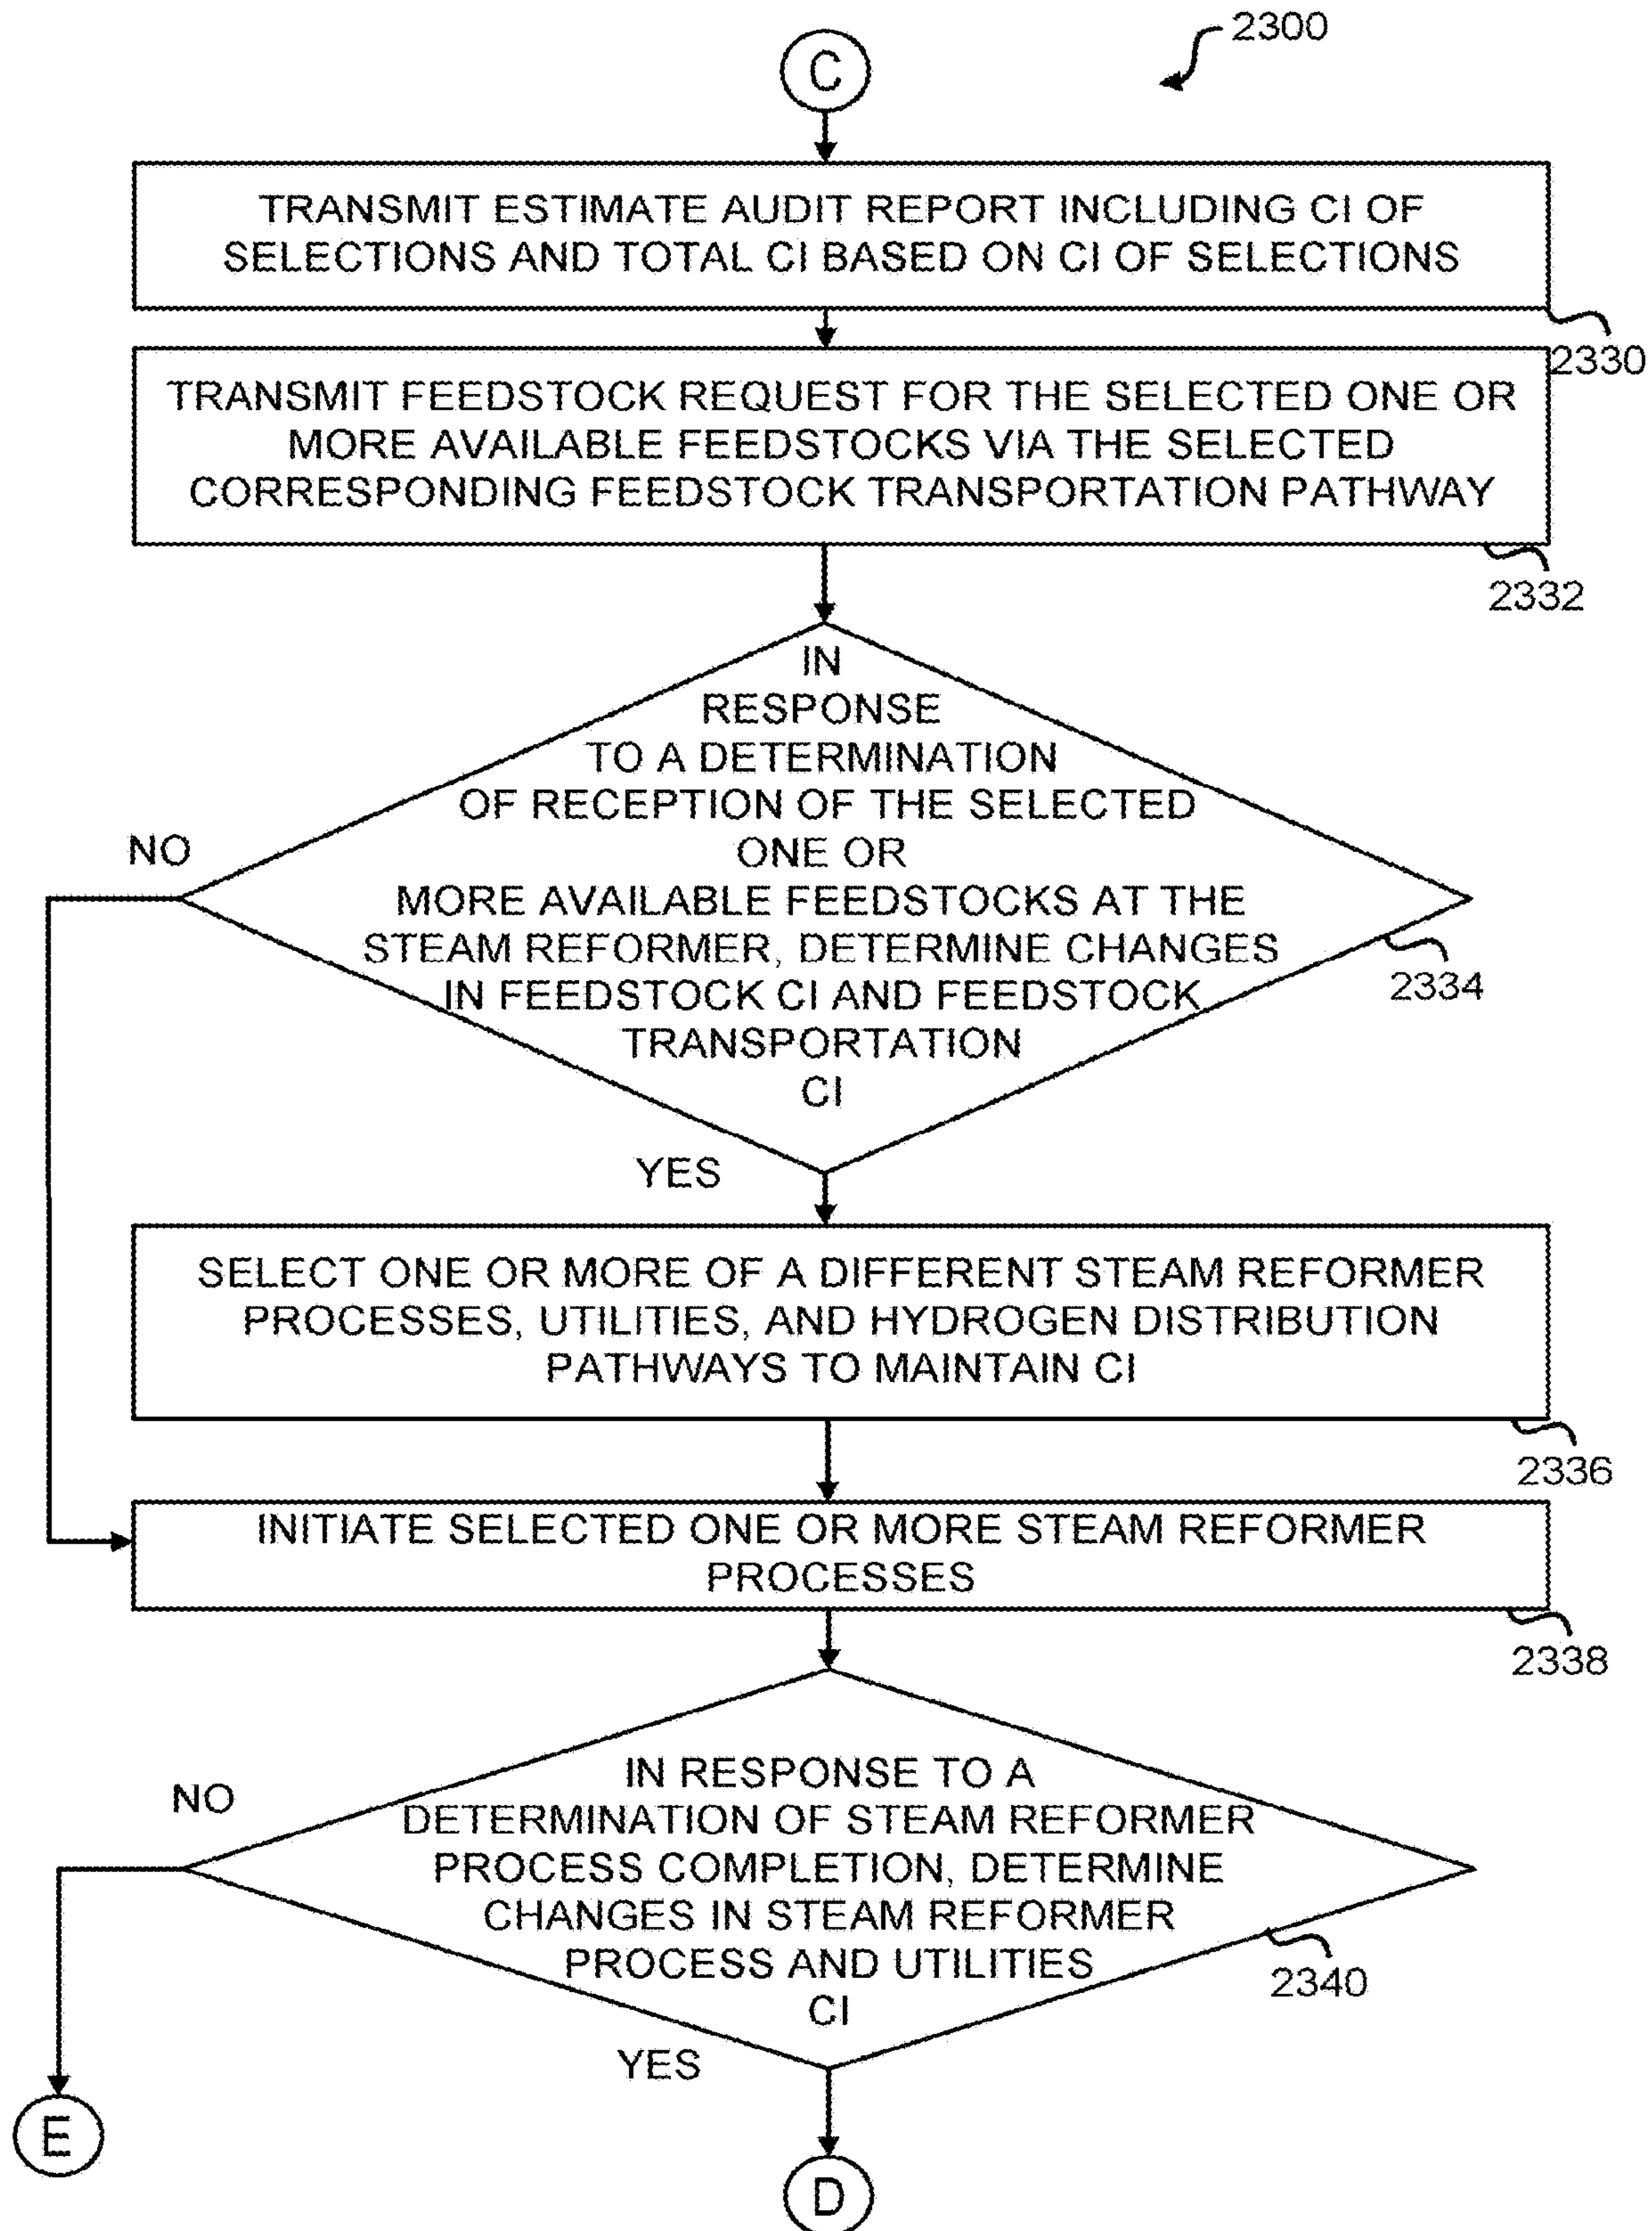 2300
C
TRANSMIT ESTIMATE AUDIT REPORT INCLUDING CI OF
SELECTIONS AND TOTAL CI BASED ON CI OF SELECTIONS
2330
TRANSMIT FEEDSTOCK REQUEST FOR THE SELECTED ONE OR
MORE AVAILABLE FEEDSTOCKS VIA THE SELECTED
CORRESPONDING FEEDSTOCK TRANSPORTATION PATHWAY
2332
IN
RESPONSE
TO A DETERMINATION
OF RECEPTION OF THE SELECTED
ONE OR
MORE AVAILABLE FEEDSTOCKS AT THE
STEAM REFORMER, DETERMINE CHANGES
IN FEEDSTOCK CI AND FEEDSTOCK
TRANSPORTATION
CI
NO
2334
YES
SELECT ONE OR MORE OF A DIFFERENT STEAM REFORMER
PROCESSES, UTILITIES, AND HYDROGEN DISTRIBUTION
PATHWAYS TO MAINTAIN CI
2336
INITIATE SELECTED ONE OR MORE STEAM REFORMER
PROCESSES
2338
IN RESPONSE TO A
DETERMINATION OF STEAM REFORMER
PROCESS COMPLETION, DETERMINE
CHANGES IN STEAM REFORMER
PROCESS AND UTILITIES
CI
NO
2340
YES
E
D